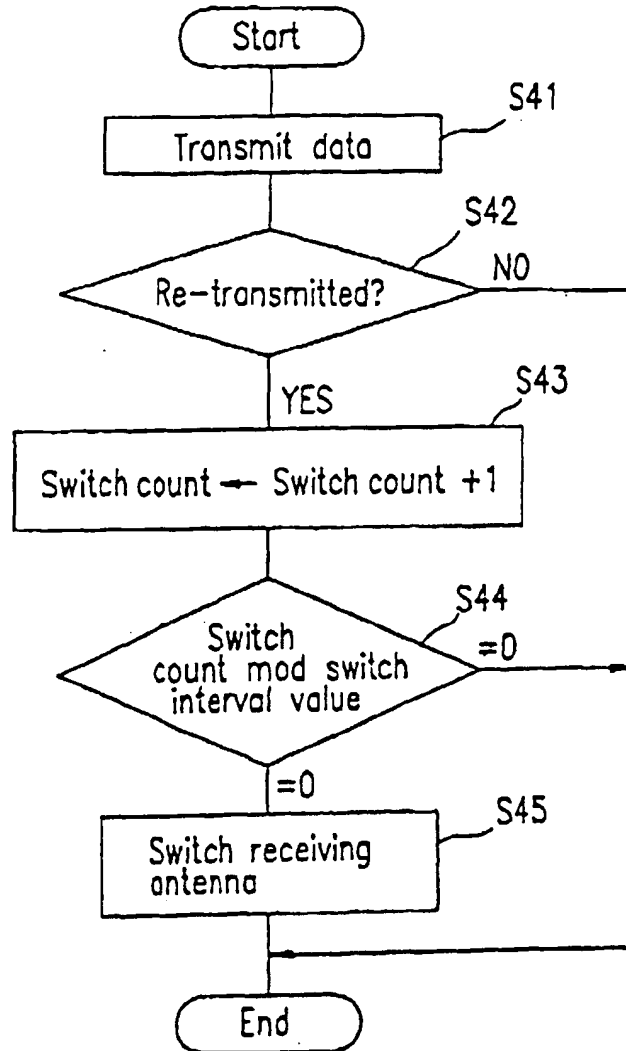 Start
S41
Transmit data
S42
Re-transmitted?
NO
YES
S43
Switch count ← Switch count +1
S44
Switch
count mod switch
interval value
=0
=0
S45
Switch receiving
antenna
End